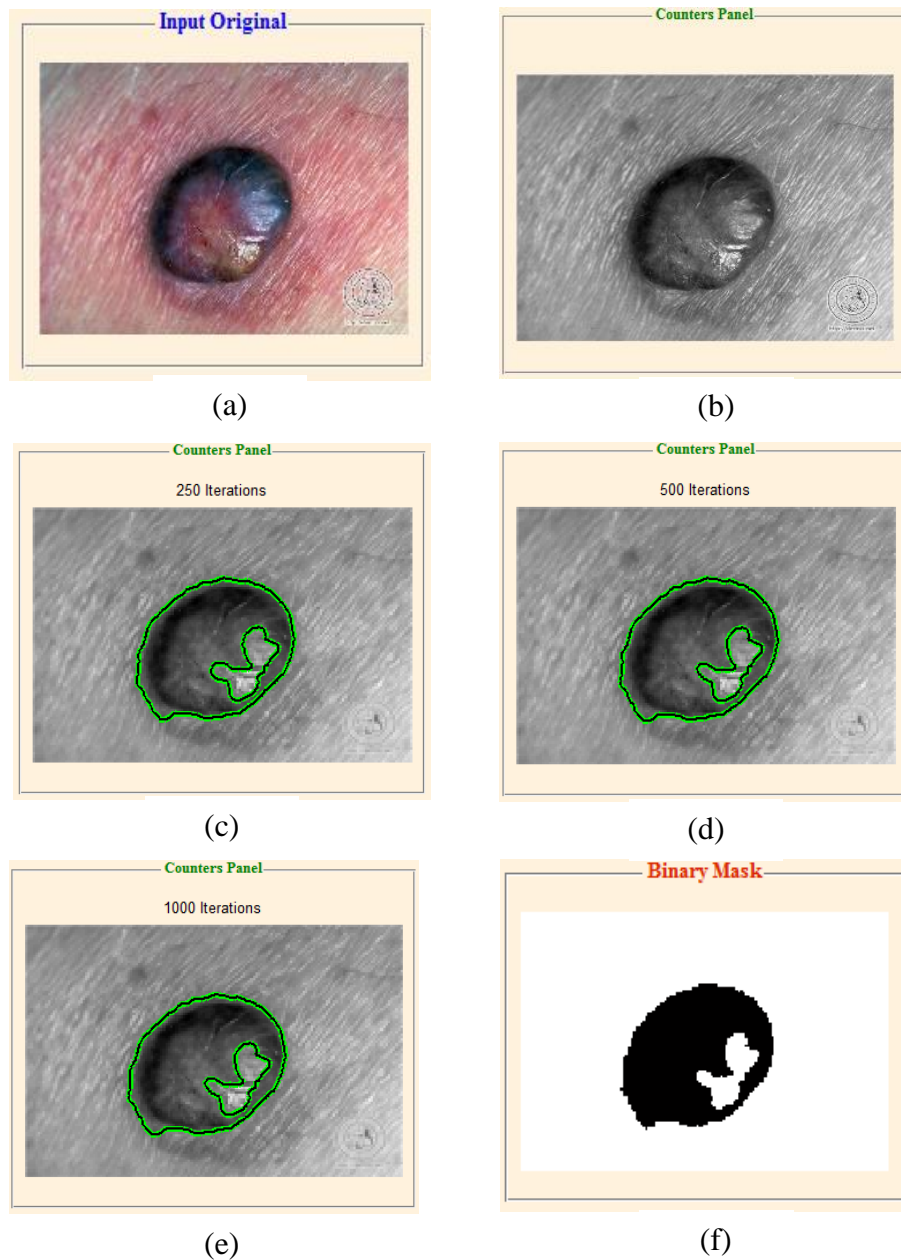 Input Original
Counters Panel
(a)
(b)
Counters Panel
250 Iterations
Counters Panel
500 Iterations
(c)
(d)
Counters Panel
1000 Iterations
Binary Mask
(e)
(f)